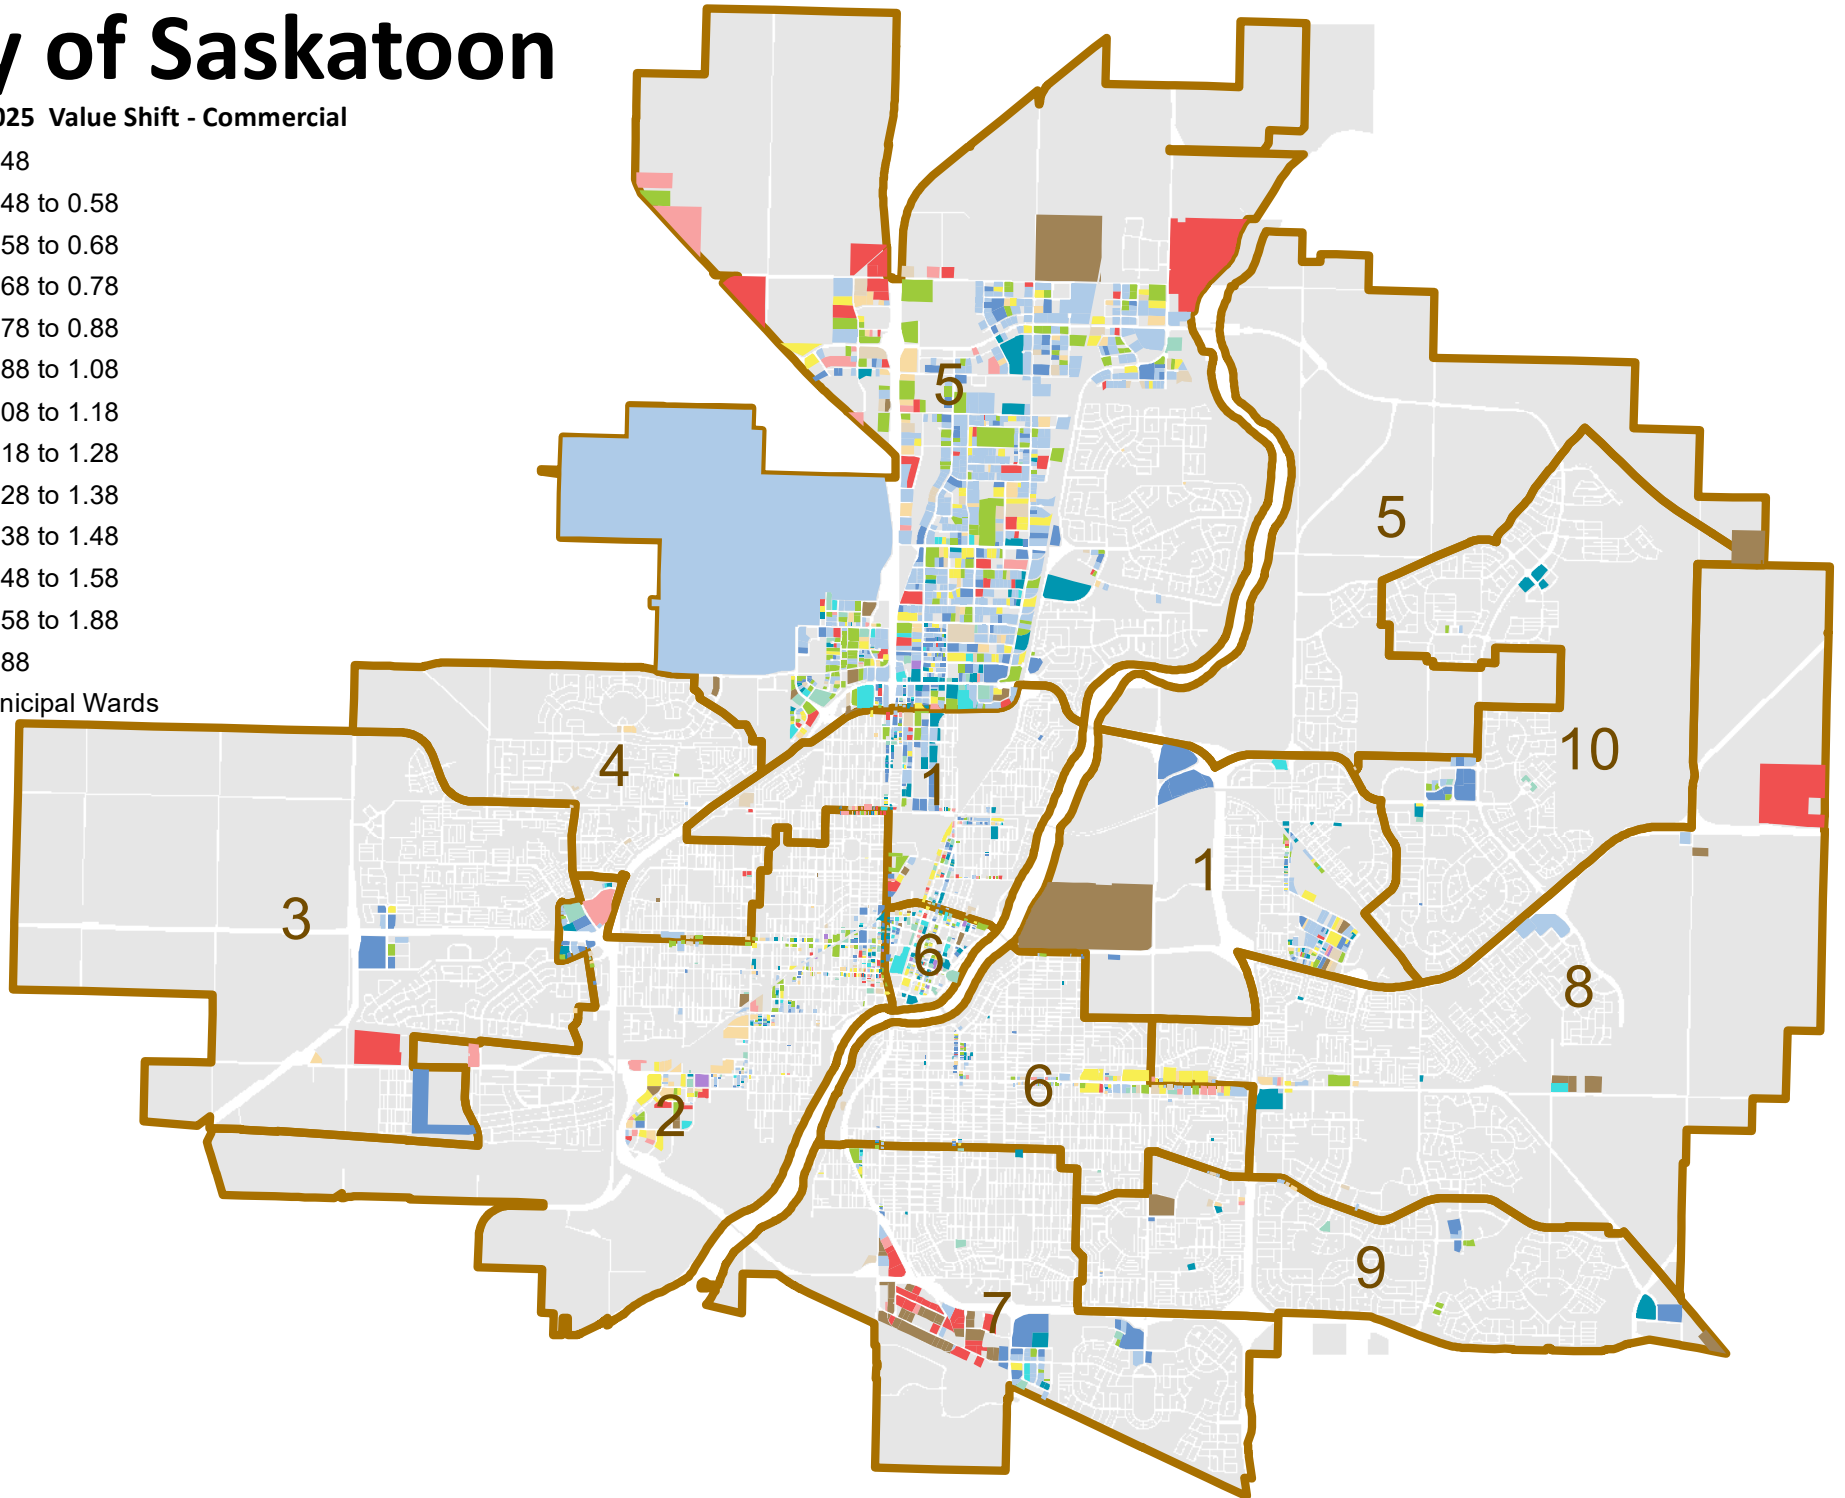 y of Saskatoon
025 Value Shift - Commercial
48
48 to 0.58
58 to 0.68
68 to 0.78
78 to 0.88
88 to 1.08
08 to 1.18
18 to 1.28
28 to 1.38
38 to 1.48
48 to 1.58
58 to 1.88
88
nicipal Wards
5
5
10
4
1
1
3
6
8
6
2
9
7